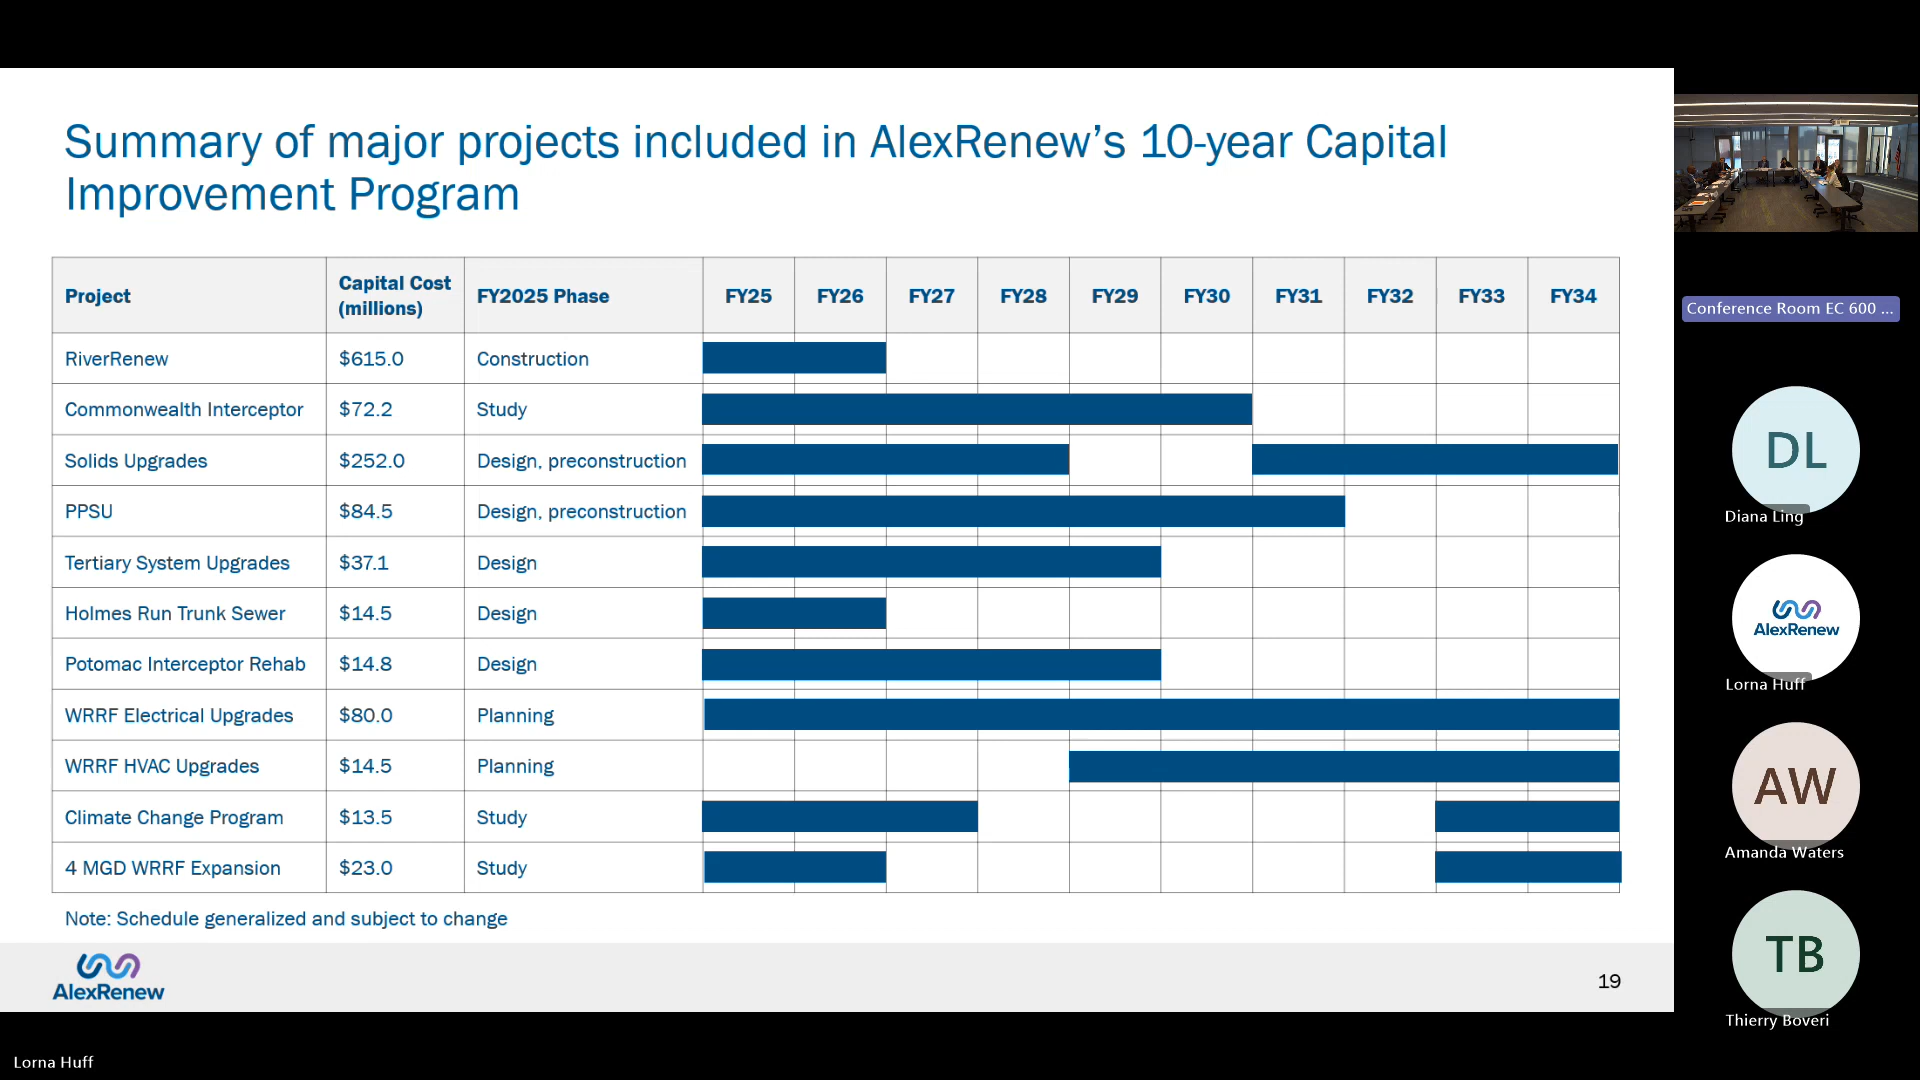 Summary of major projects included in AlexRenew’s 10-year Capital
Improvement Program
Project Capital Cost (millions) FY2025 Phase FY25 FY26 FY27 FY28 FY29 FY30 FY31 FY32 FY33 FY34
RiverRenew $615.0 Construction
Commonwealth Interceptor $72.2 Study
Solids Upgrades $252.0 Design, preconstruction
PPSU $84.5 Design, preconstruction
Tertiary System Upgrades $37.1 Design
Holmes Run Trunk Sewer $14.5 Design
Potomac Interceptor Rehab $14.8 Design
WRRF Electrical Upgrades $80.0 Planning
WRRF HVAC Upgrades $14.5 Planning
Climate Change Program $13.5 Study
4 MGD WRRF Expansion $23.0 Study
Note: Schedule generalized and subject to change
AlexRenew
19
Conference Room EC 600 ...
DL
Diana Ling
AlexRenew
Lorna Huff
AW
Amanda Waters
TB
Thierry Boveri
Lorna Huff